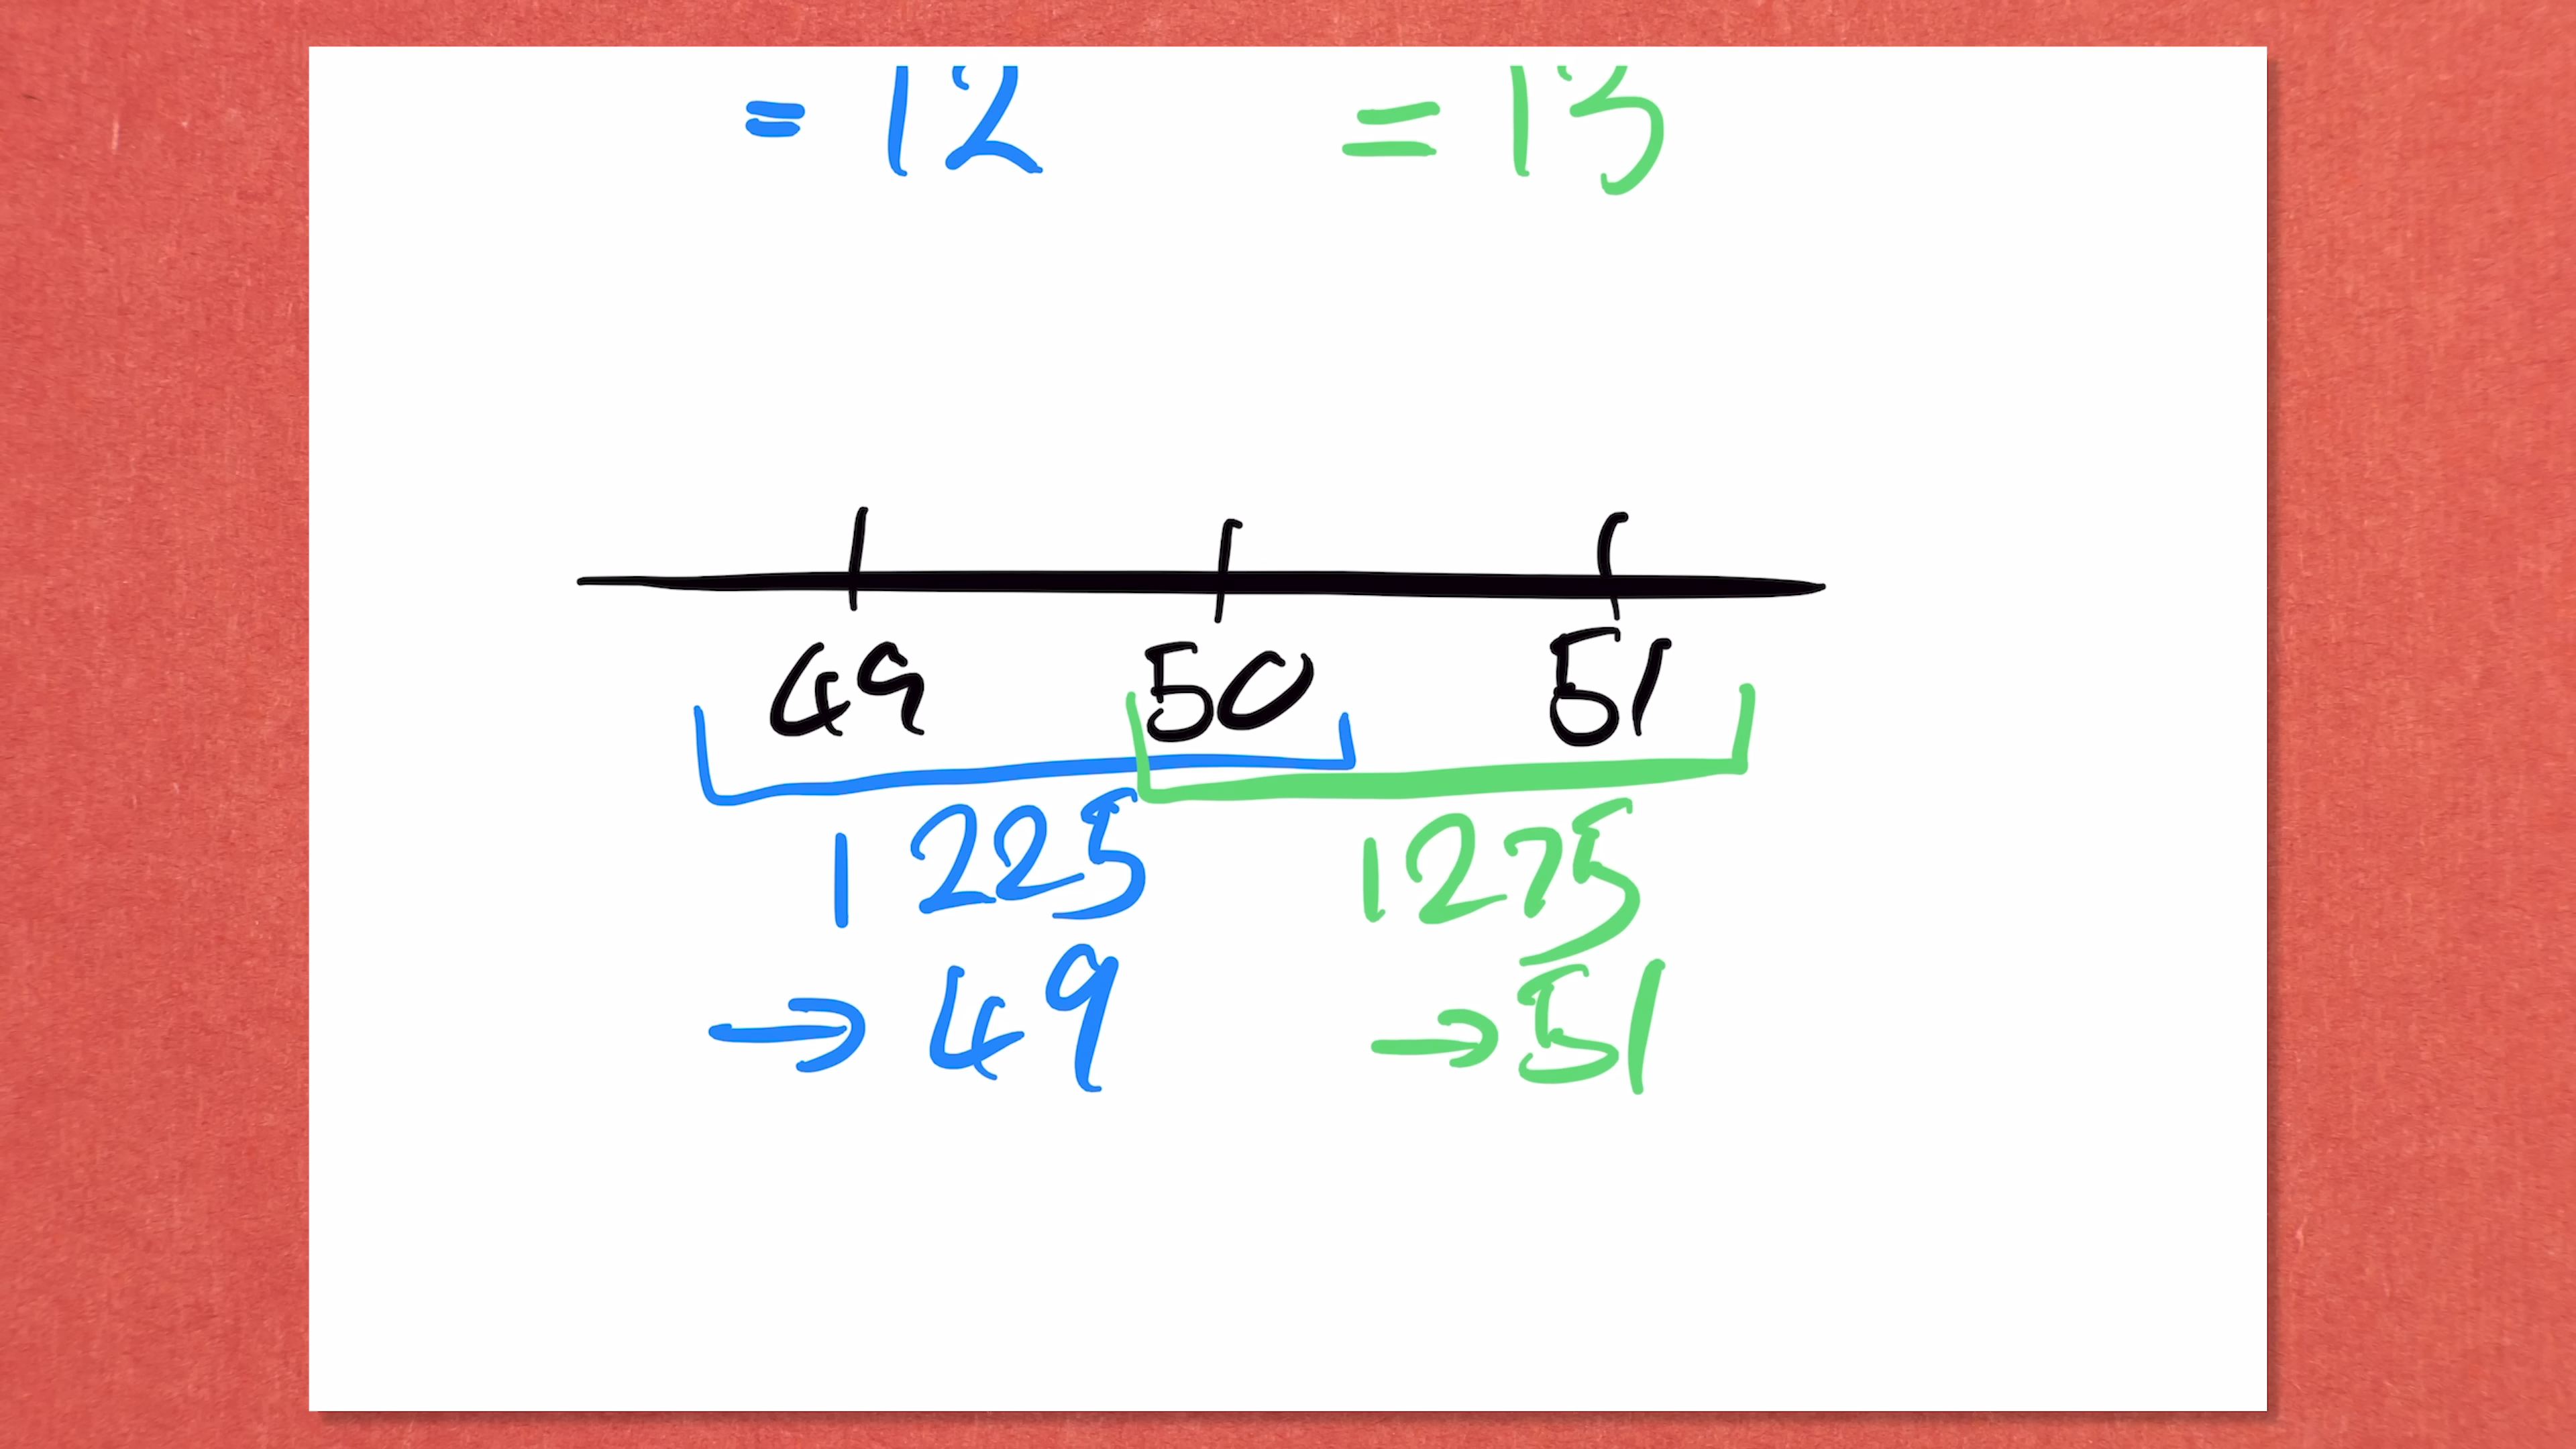 = 12 = 13
49 50 51
1225 1275
→ 49 → 51